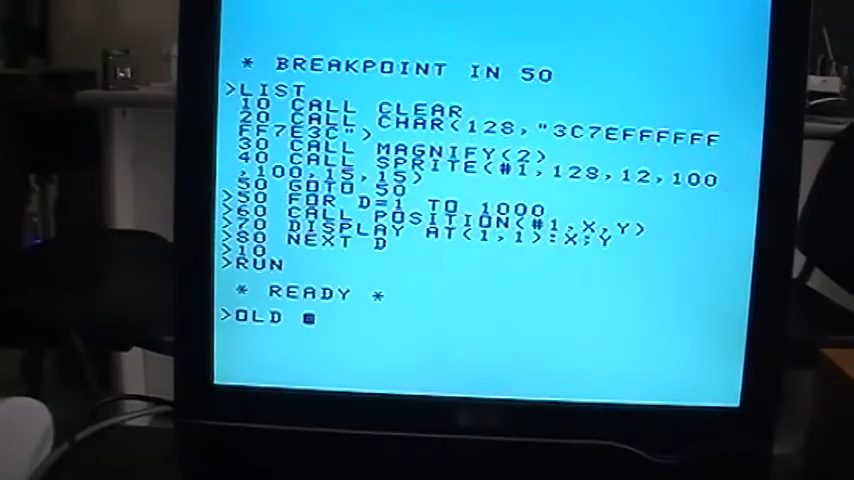 * BREAKPOINT IN 50
>LIST
10 CALL CLEAR
20 CALL CHAR(128,"3C7EFFFFFF
FF7E3C")
30 CALL MAGNIFY(2)
40 CALL SPRITE(#1,128,12,100
,100,15,15)
50 GOTO 50
>50 FOR D=1 TO 1000
>60 CALL POSITION(#1,X,Y)
>70 DISPLAY AT(1,1):X;Y
>80 NEXT D
>10
>RUN
* READY *
>OLD